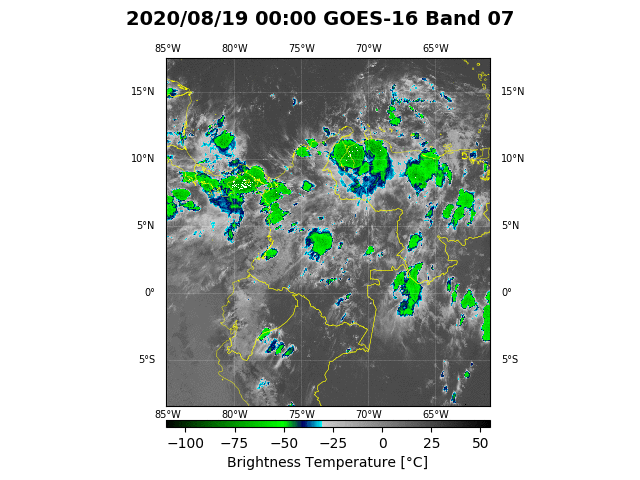 2020/08/19 00:00 GOES-16 Band 07
85°W 80°W 75°W 70°W 65°W
15°N 15°N
10°N 10°N
5°N 5°N
0° 0°
5°S 5°S
85°W 80°W 75°W 70°W 65°W
−100 −75 −50 −25 0 25 50
Brightness Temperature [°C]